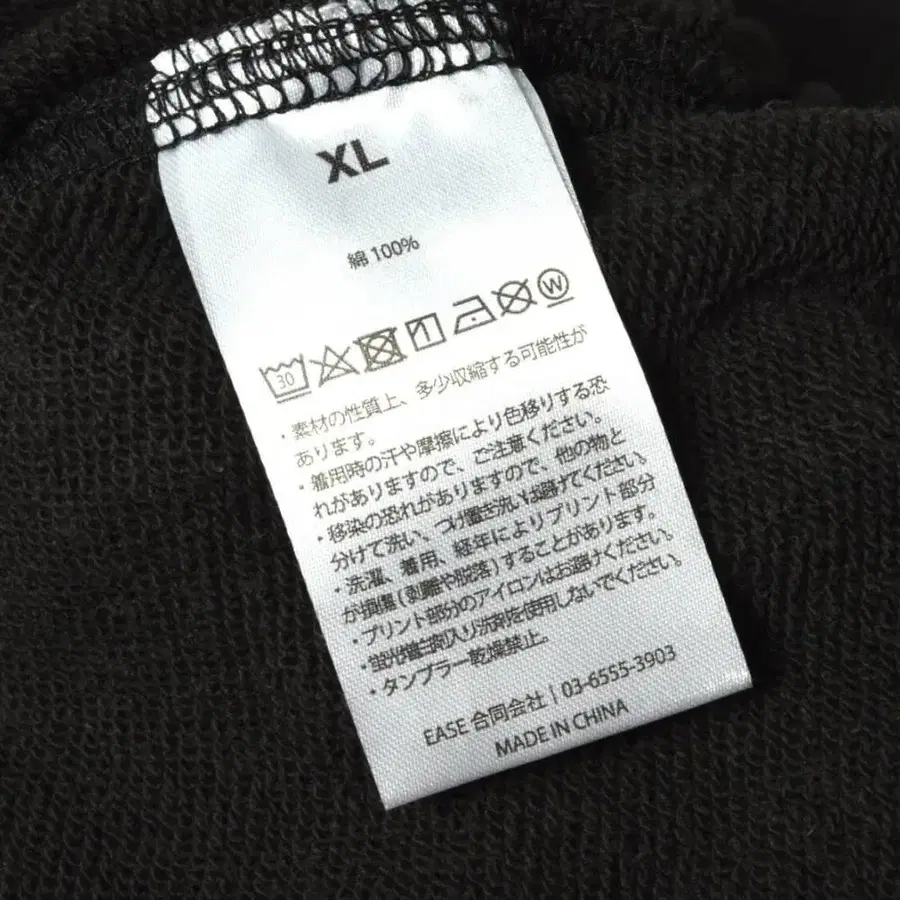 XL
綿 100%
30
W
・素材の性質上、多少収縮する可能性が
あります。
・着用時の汗や摩擦により色移りする恐
れがありますので、ご注意ください。
・移染の恐れがありますので、他の物と
分けて洗い、つけ置き洗いは避けてください。
・洗濯、着用、経年によりプリント部分
が損傷(剥離や脱落)することがあります。
・プリント部分のアイロンはお避けください。
・蛍光増白剤入り洗剤を使用しないでください。
・タンブラー乾燥禁止。
EASE 合同会社 | 03-6555-3903
MADE IN CHINA